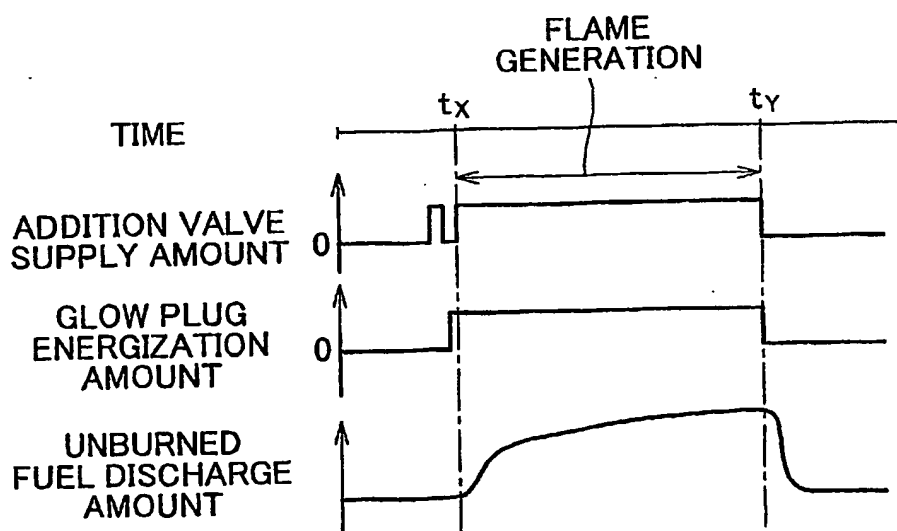 FLAME
GENERATION
tX
tY
TIME
ADDITION VALVE
SUPPLY AMOUNT
0
GLOW PLUG
ENERGIZATION
AMOUNT
0
UNBURNED
FUEL DISCHARGE
AMOUNT